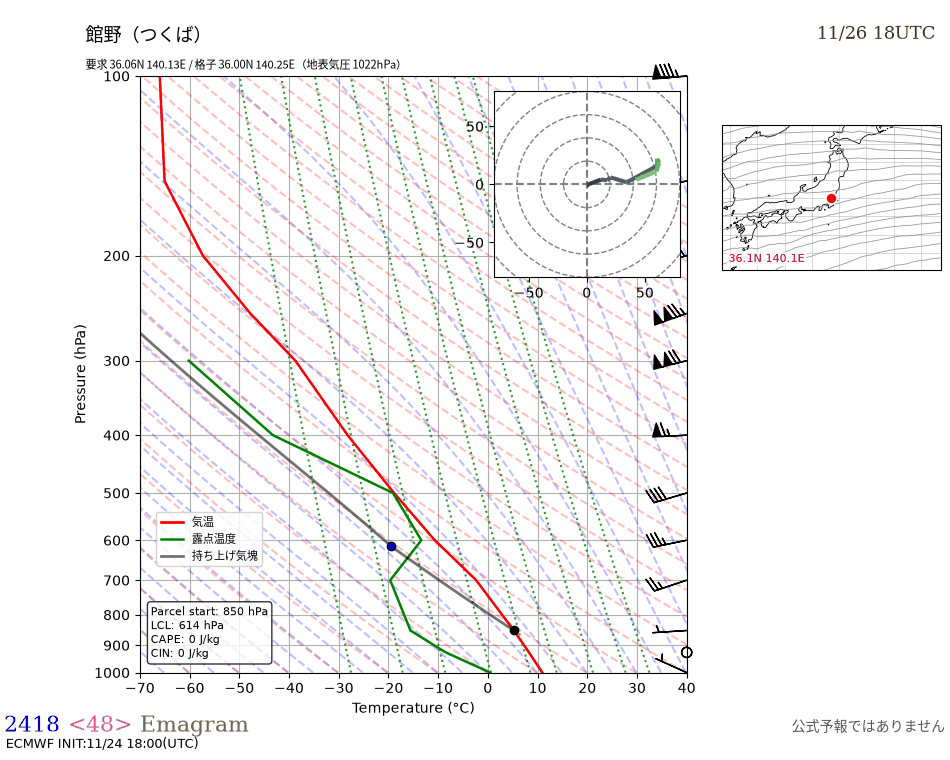 館野（つくば）
11/26 18UTC
要求 36.06N 140.13E / 格子 36.00N 140.25E（地表気圧 1022hPa）
100
200
300
400
500
600
700
800
900
1000
Pressure (hPa)
50
0
−50
−50 0 50
36.1N 140.1E
気温
露点温度
持ち上げ気塊
Parcel start: 850 hPa
LCL: 614 hPa
CAPE: 0 J/kg
CIN: 0 J/kg
−70 −60 −50 −40 −30 −20 −10 0 10 20 30 40
Temperature (°C)
2418 <48> Emagram
公式予報ではありません
ECMWF INIT:11/24 18:00(UTC)